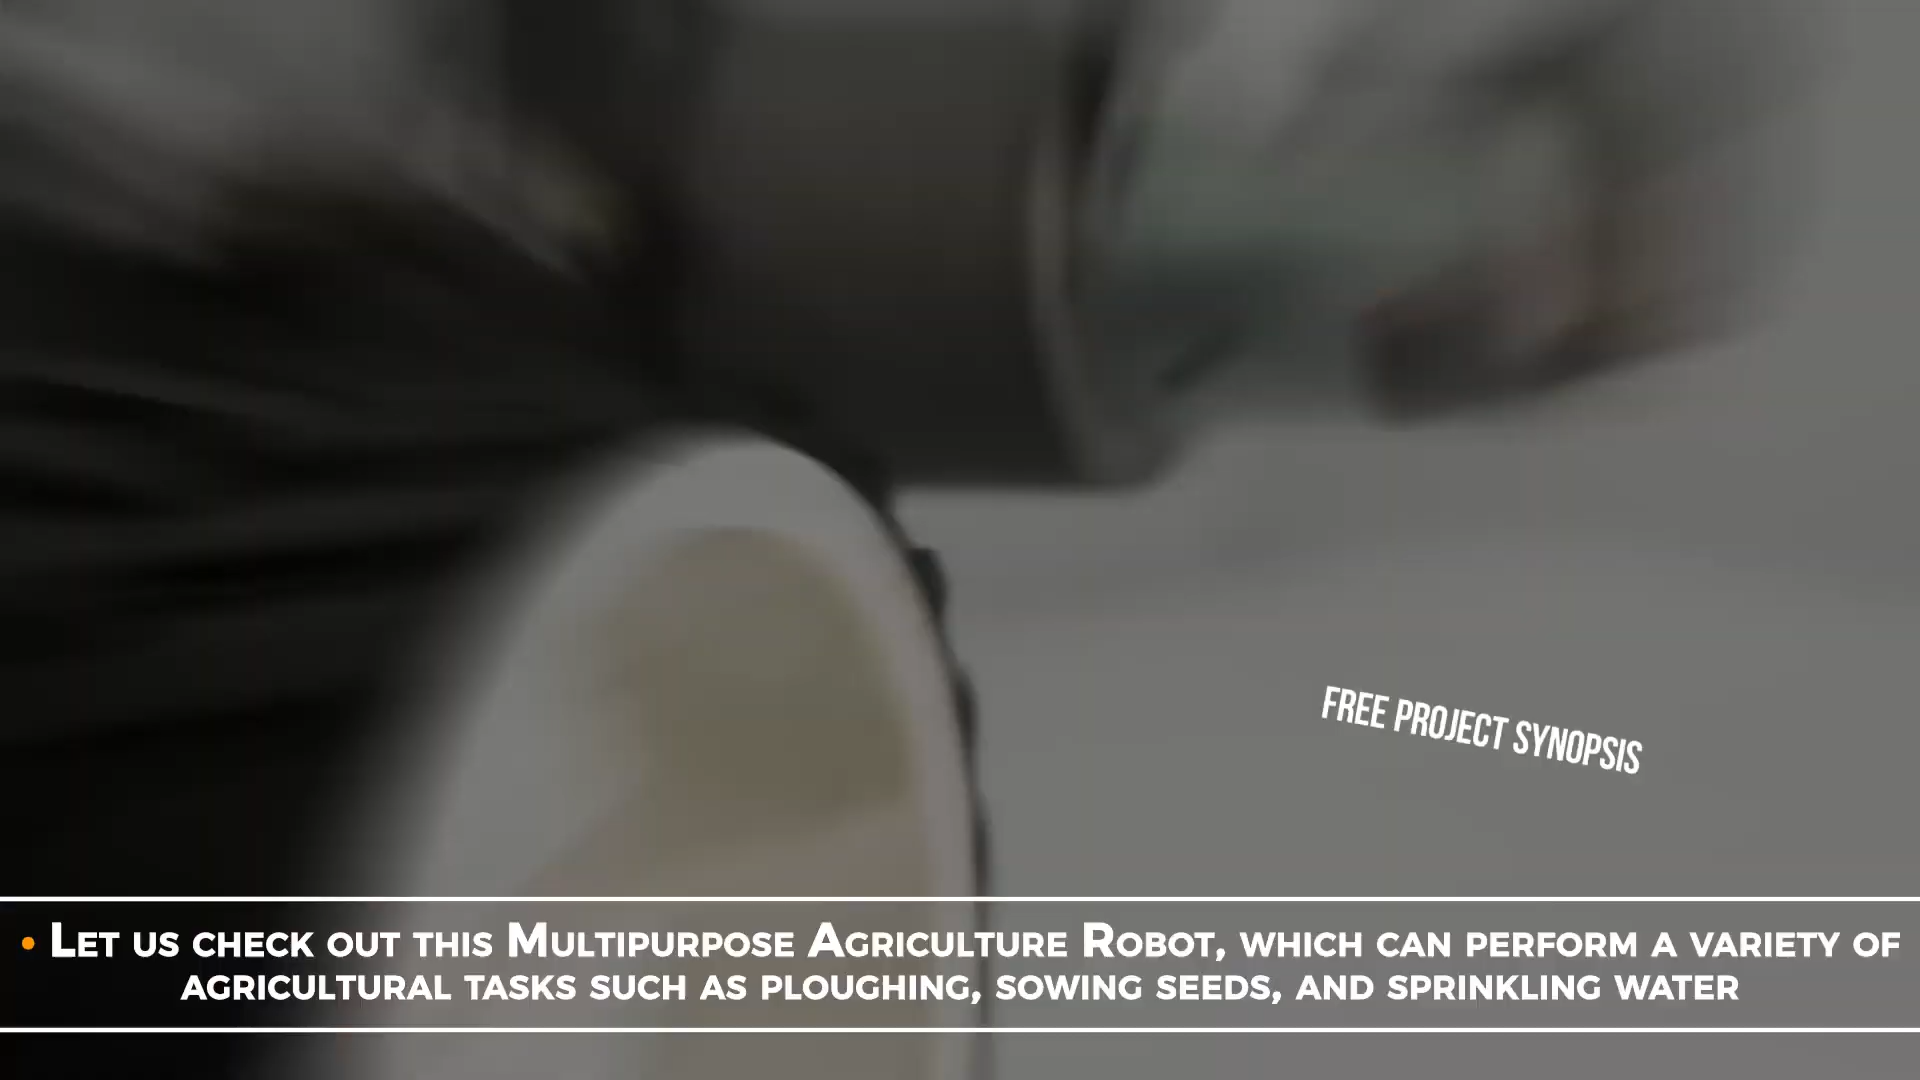 FREE PROJECT SYNOPSIS
• Let us check out this Multipurpose Agriculture Robot, which can perform a variety of
agricultural tasks such as ploughing, sowing seeds, and sprinkling water